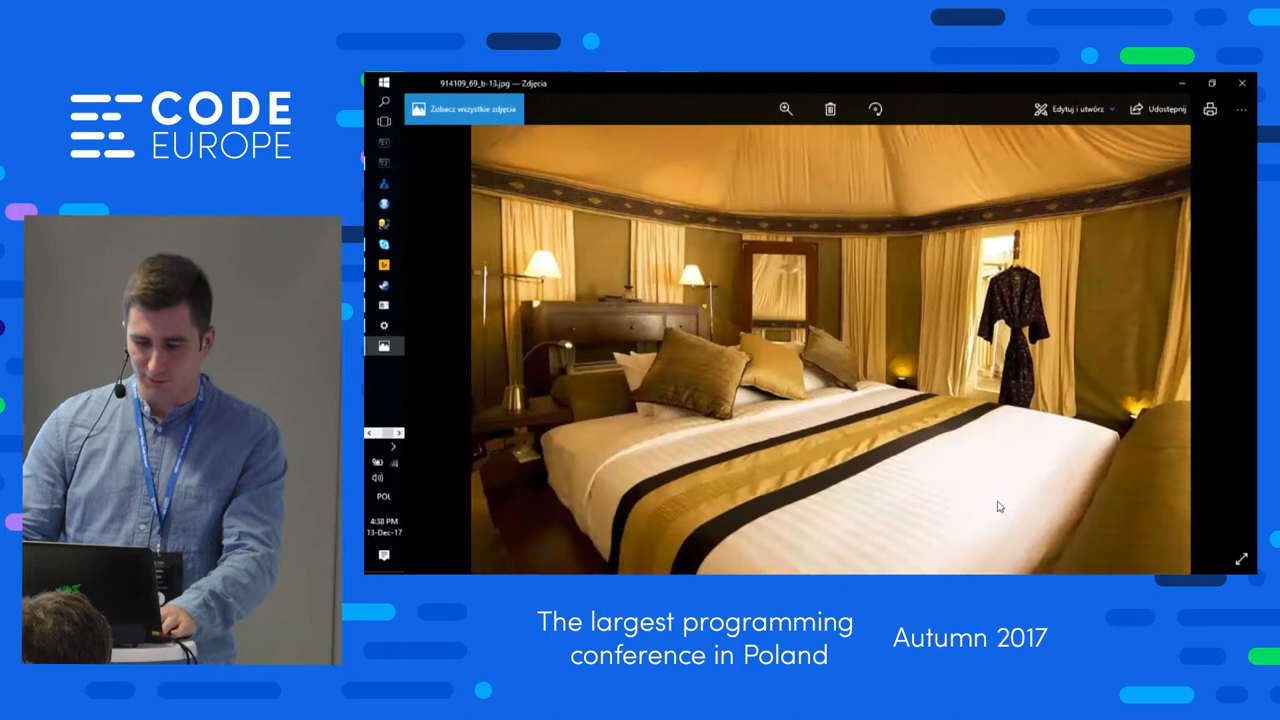 CODE
EUROPE
914109_69_b-13.jpg — Zdjęcia
Zobacz wszystkie zdjęcia
Edytuj i utwórz
Udostępnij
POL
4:38 PM
13-Dec-17
The largest programming
conference in Poland
Autumn 2017